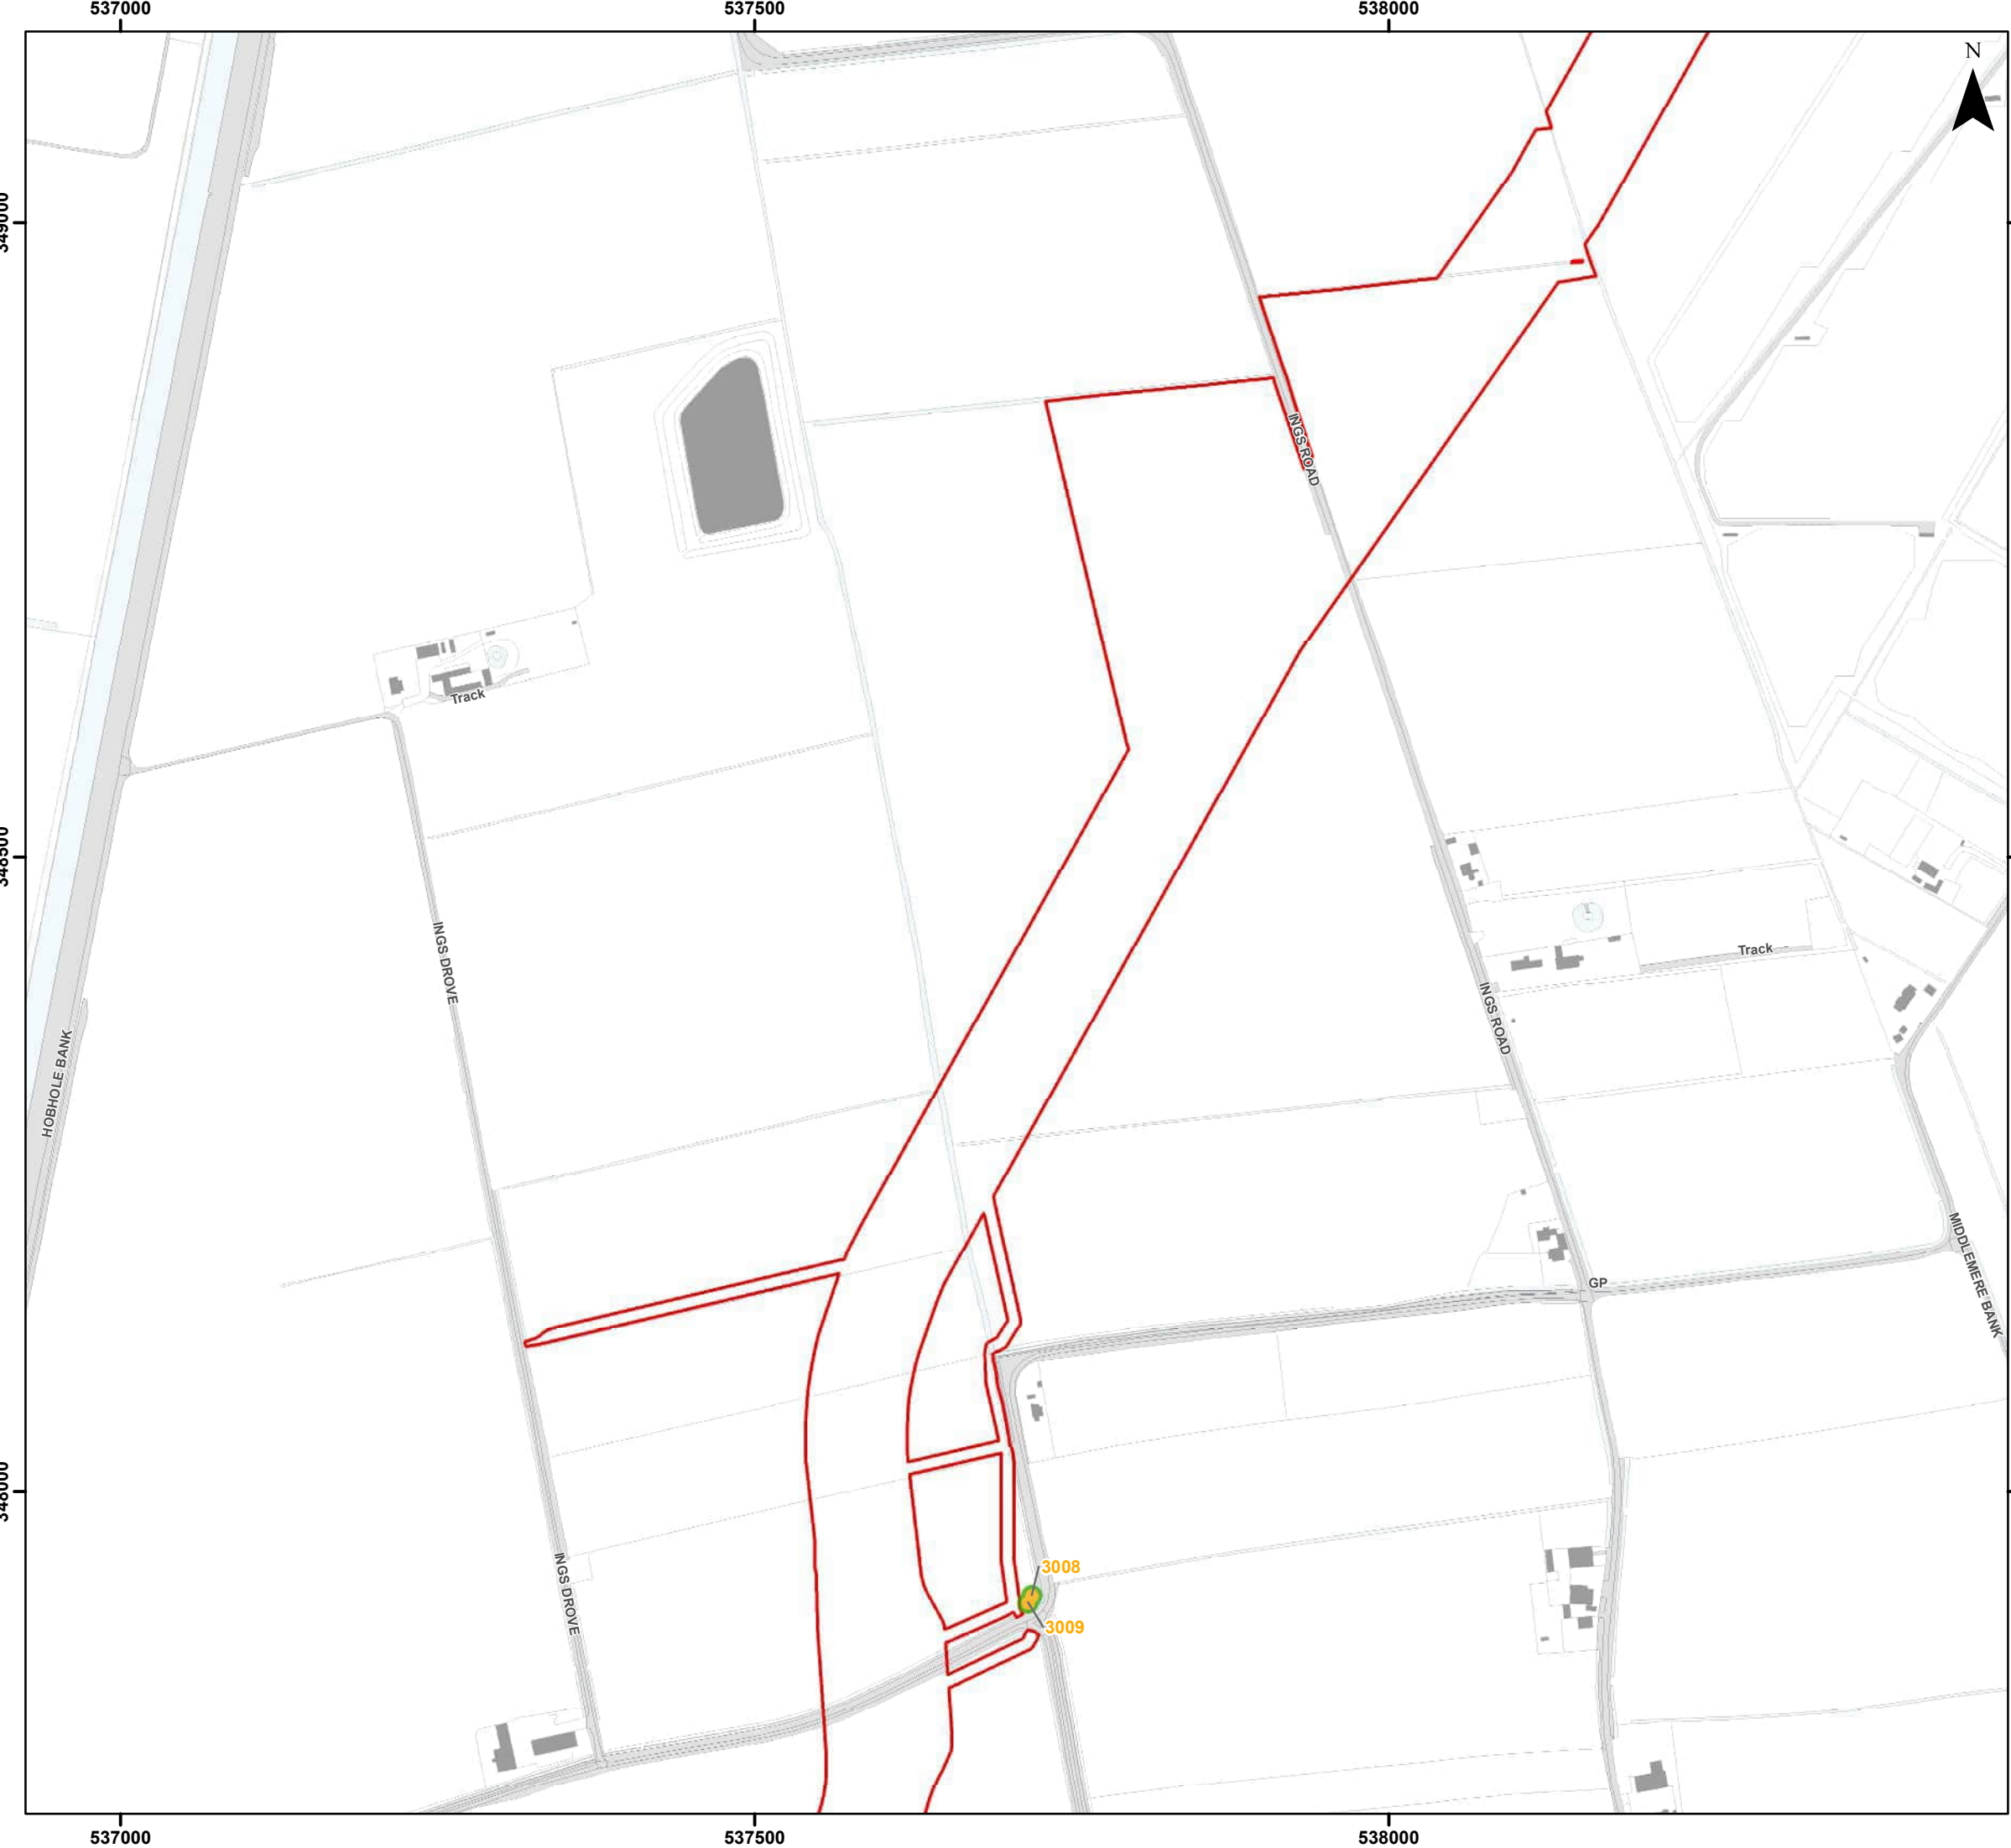 537000
537500
538000
N
349000
INGS ROAD
Track
348500
INGS DROVE
Track
INGS ROAD
HOBHOLE BANK
MIDDLEMERE BANK
GP
348000
INGS DROVE
3008
3009
537000
537500
538000